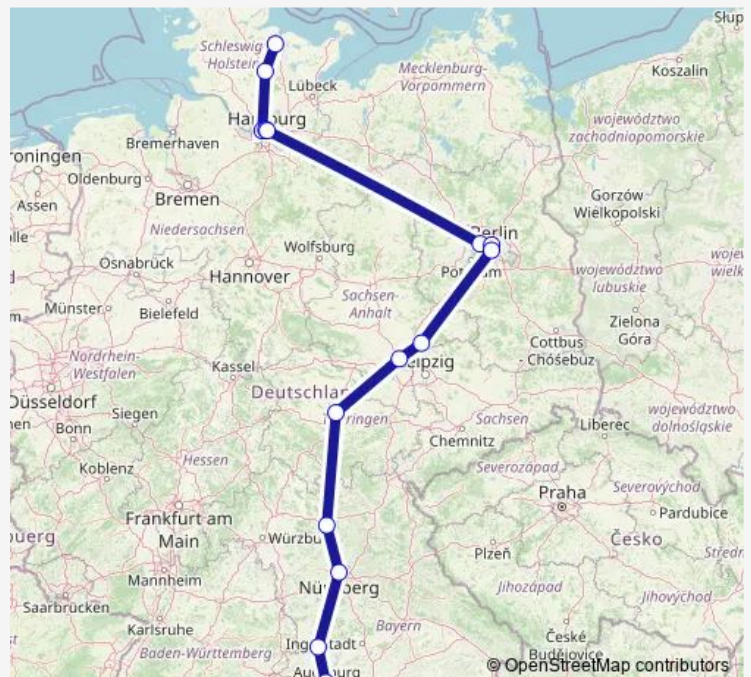 Słup
Schleswig
Holstein
Mecklenburg-
Vorpommern
Koszalin
Lübeck
Hamburg
województwo
zachodniopomorskie
Bremerhaven
roningen
Oldenburg
Assen
Bremen
Gorzów
Wielkopolski
Niedersachsen
Berlin
Wolfsburg
Osnabrück
Hannover
Potsdam
województwo
lubuskie
Sachsen-
Anhalt
Münster
Bielefeld
Zielona
Góra
Cottbus
- Chóśebuz
Nordrhein-
Westfalen
Kassel
Leipzig
Düsseldorf
Deutschlan
Siegen
ringen
Sachsen
województwo
dolnośląskie
Bonn
Chemnitz
Liberec
Hessen
Koblenz
Severozápad
Praha
Severovýchod
Frankfurt am
Main
Pardubice
Würzbu
Česko
Plzeň
Mannheim
Nürnberg
Jihozápad
Jihovýchod
Saarbrücken
Karlsruhe
Bayern
České
Budějovice
Ingolstadt
Baden-Württemberg
Augsburg
© OpenStreetMap contributors